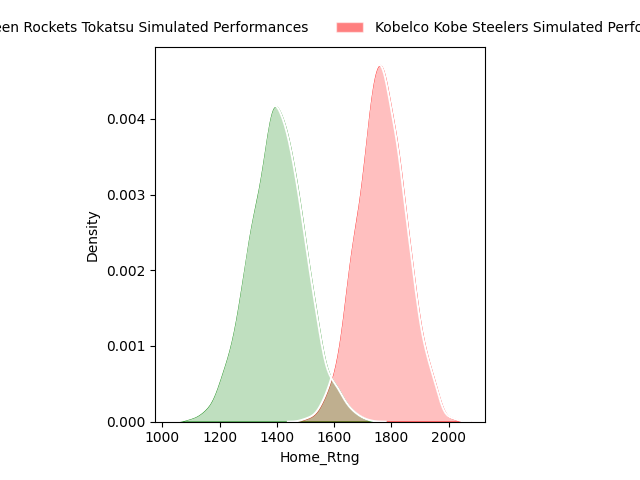 en Rockets Tokatsu Simulated Performances
Kobelco Kobe Steelers Simulated Perfo
0.004
0.003
0.002
0.001
0.000
Density
1000 1200 1400 1600 1800 2000
Home_Rtng